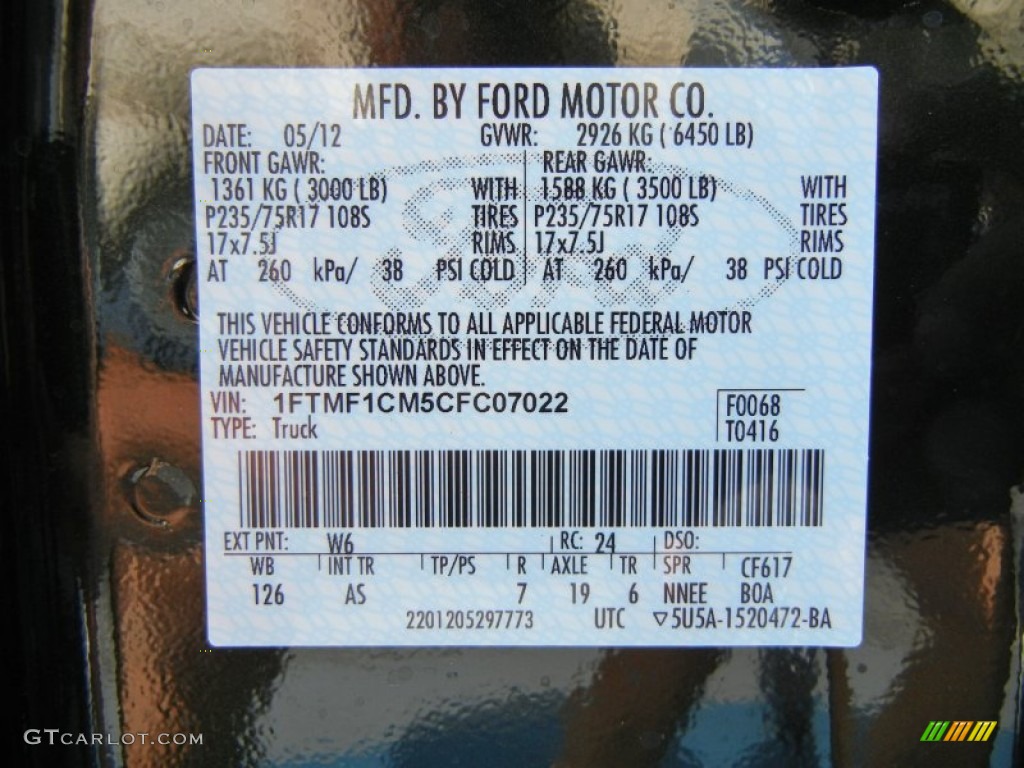 MFD. BY FORD MOTOR CO.
DATE: 05/12 GVWR: 2926 KG ( 6450 LB)
FRONT GAWR: REAR GAWR:
1361 KG ( 3000 LB) WITH 1588 KG ( 3500 LB) WITH
P235/75R17 108S TIRES P235/75R17 108S TIRES
17x7.5J RIMS 17x7.5J RIMS
AT 260 kPa/ 38 PSI COLD AT 260 kPa/ 38 PSI COLD
THIS VEHICLE CONFORMS TO ALL APPLICABLE FEDERAL MOTOR
VEHICLE SAFETY STANDARDS IN EFFECT ON THE DATE OF
MANUFACTURE SHOWN ABOVE.
VIN: 1FTMF1CM5CFC07022 F0068
TYPE: Truck T0416
EXT PNT: W6 RC: 24 DSO:
WB INT TR TP/PS R AXLE TR SPR CF617
126 AS 7 19 6 NNEE BOA
2201205297773 UTC ▽5U5A-1520472-BA
GTCARLOT.COM